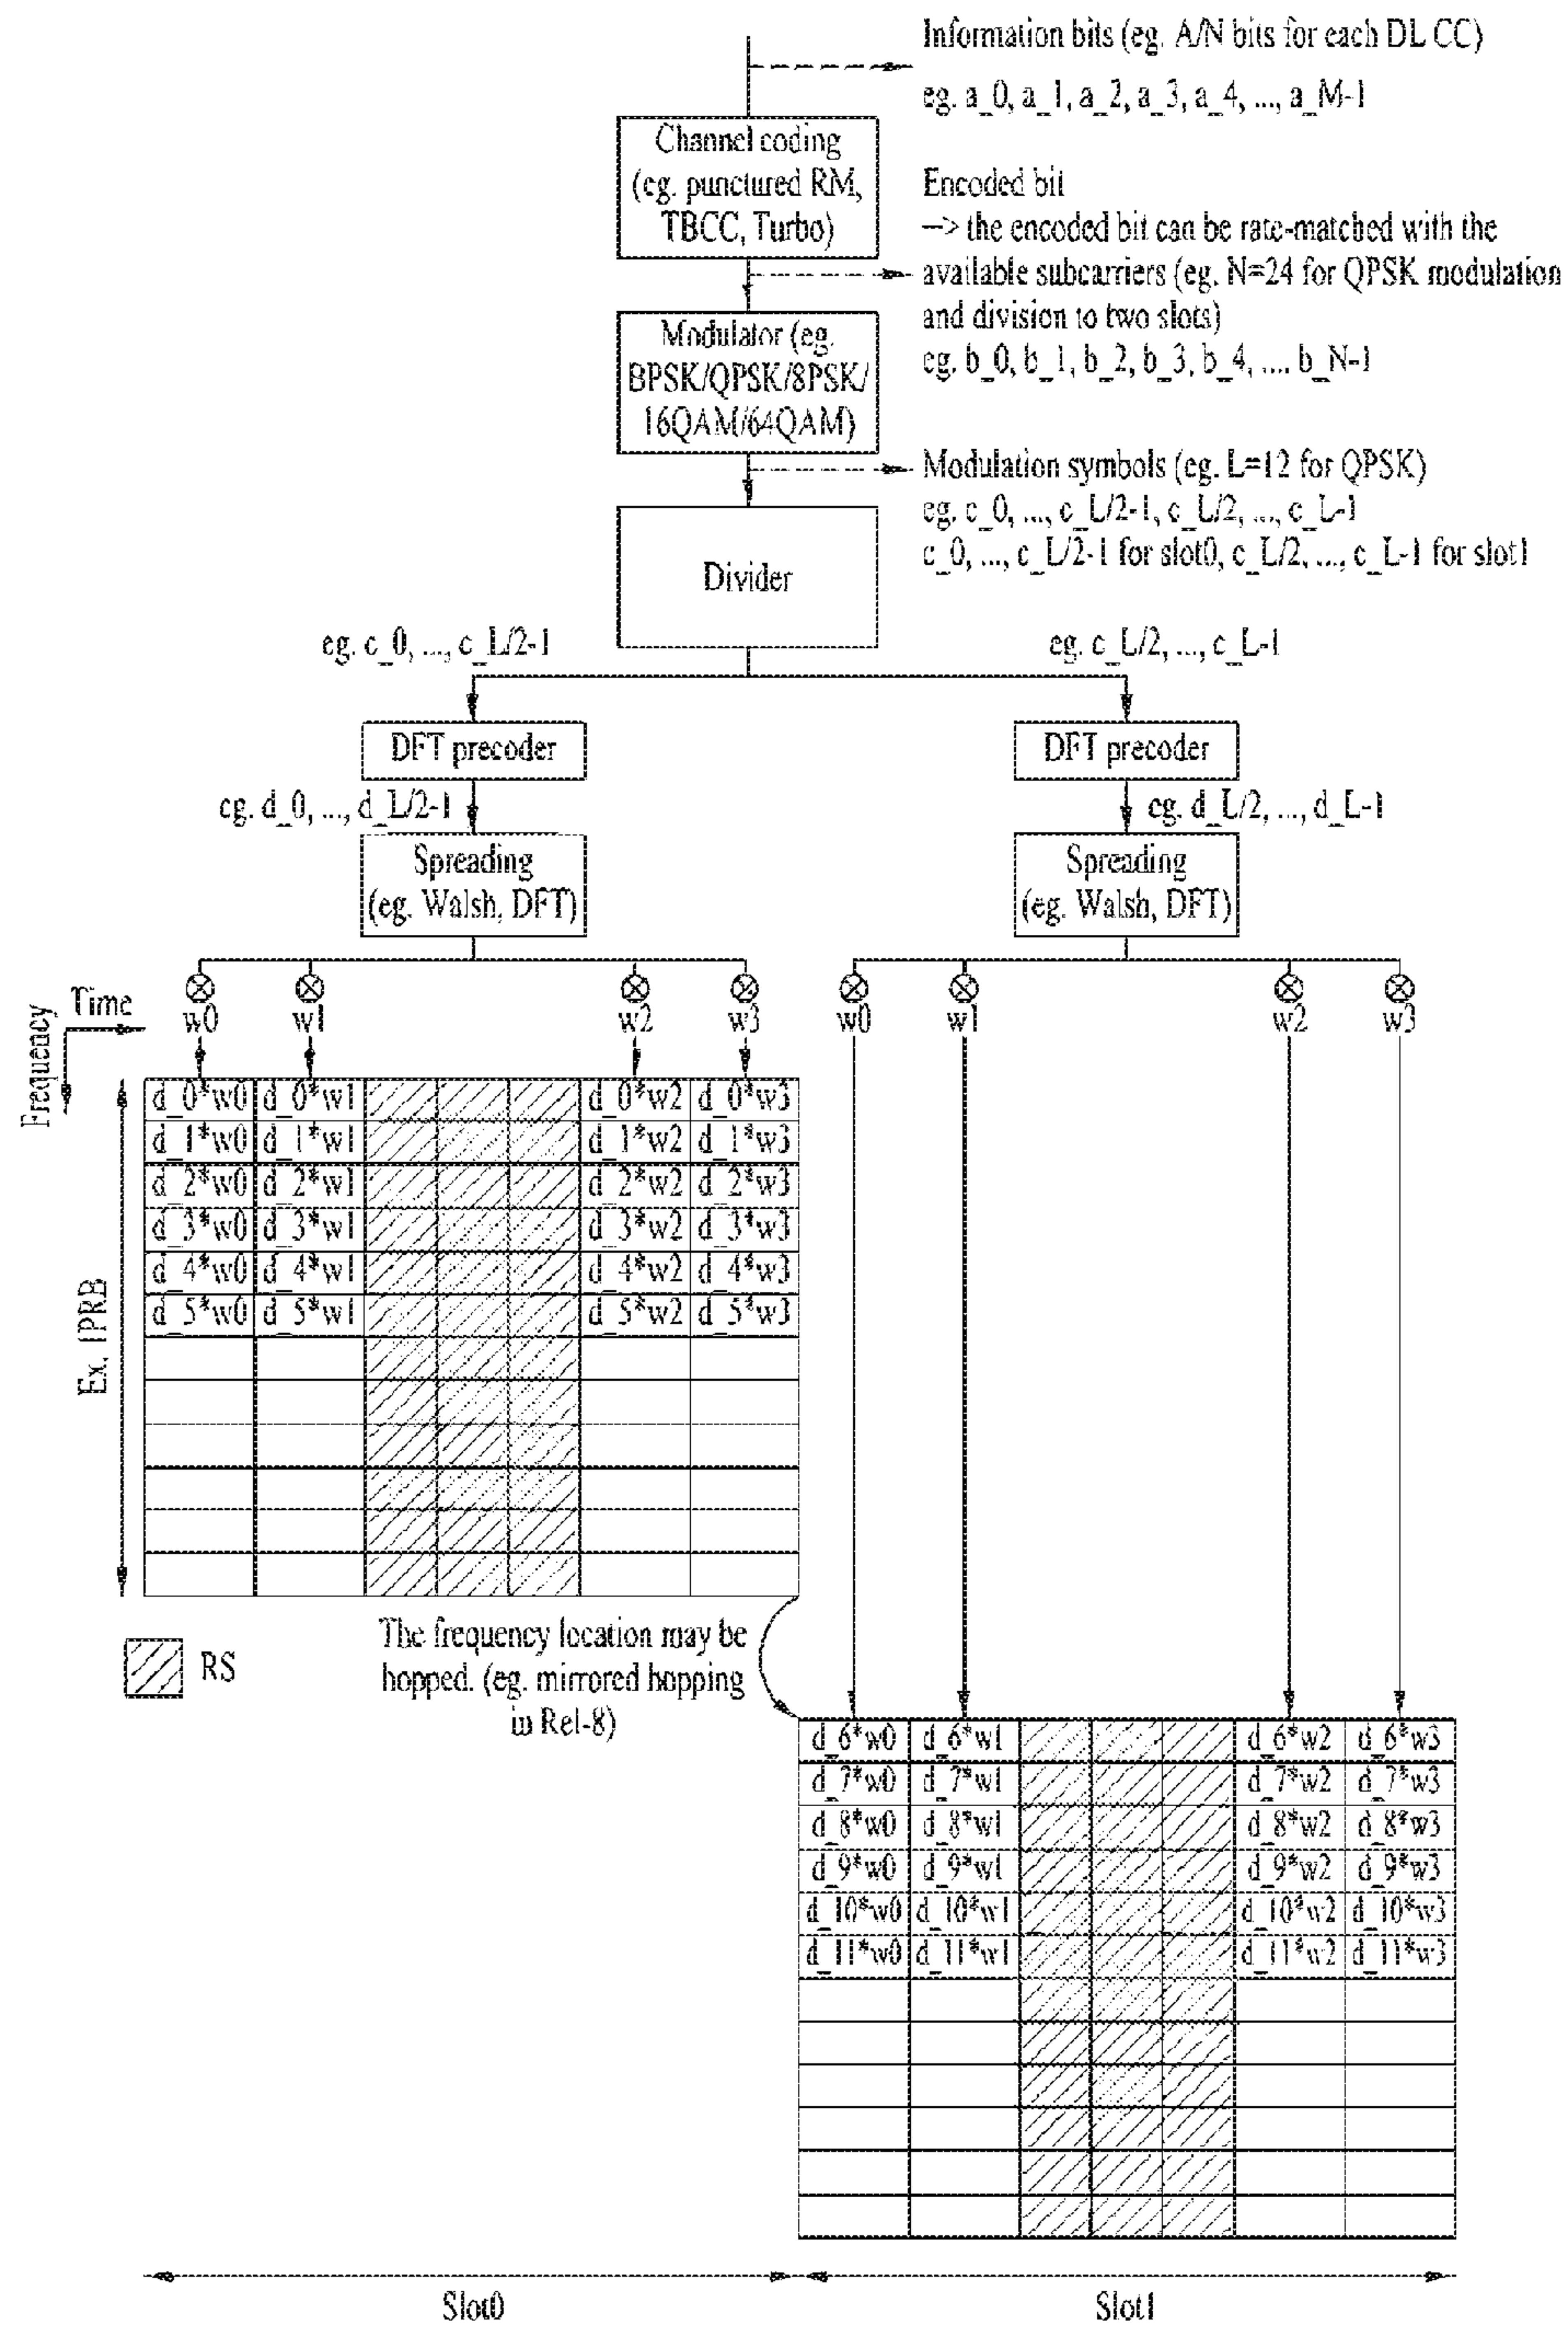 Information bits (eg. A/N bits for each DL CC)
eg. a_0, a_1, a_2, a_3, a_4, ..., a_M-1
Channel coding
(eg. punctured RM,
TBCC, Turbo)
Encoded bit
--> the encoded bit can be rate-matched with the
available subcarriers (eg. N=24 for QPSK modulation
and division to two slots)
eg. b_0, b_1, b_2, b_3, b_4, .... b_N-1
Modulator (eg.
BPSK/QPSK/8PSK/
16QAM/64QAM)
Modulation symbols (eg. L=12 for QPSK)
eg. c_0, ..., c_L/2-1, c_L/2, ..., c_L-1
c_0, ..., c_L/2-1 for slot0, c_L/2, ..., c_L-1 for slot1
Divider
eg. c_0, ..., c_L/2-1
eg. c_L/2, ..., c_L-1
DFT precoder
DFT precoder
eg. d_0, ..., d_L/2-1
eg. d_L/2, ..., d_L-1
Spreading
(eg. Walsh, DFT)
Spreading
(eg. Walsh, DFT)
Time
Frequency
w0 w1 w2 w3 w0 w1 w2 w3
d_0*w0 d_0*w1 d_0*w2 d_0*w3
d_1*w0 d_1*w1 d_1*w2 d_1*w3
d_2*w0 d_2*w1 d_2*w2 d_2*w3
d_3*w0 d_3*w1 d_3*w2 d_3*w3
d_4*w0 d_4*w1 d_4*w2 d_4*w3
d_5*w0 d_5*w1 d_5*w2 d_5*w3
Ex. 1PRB
RS
The frequency location may be
hopped. (eg. mirrored hopping
in Rel-8)
d_6*w0 d_6*w1 d_6*w2 d_6*w3
d_7*w0 d_7*w1 d_7*w2 d_7*w3
d_8*w0 d_8*w1 d_8*w2 d_8*w3
d_9*w0 d_9*w1 d_9*w2 d_9*w3
d_10*w0 d_10*w1 d_10*w2 d_10*w3
d_11*w0 d_11*w1 d_11*w2 d_11*w3
Slot0
Slot1